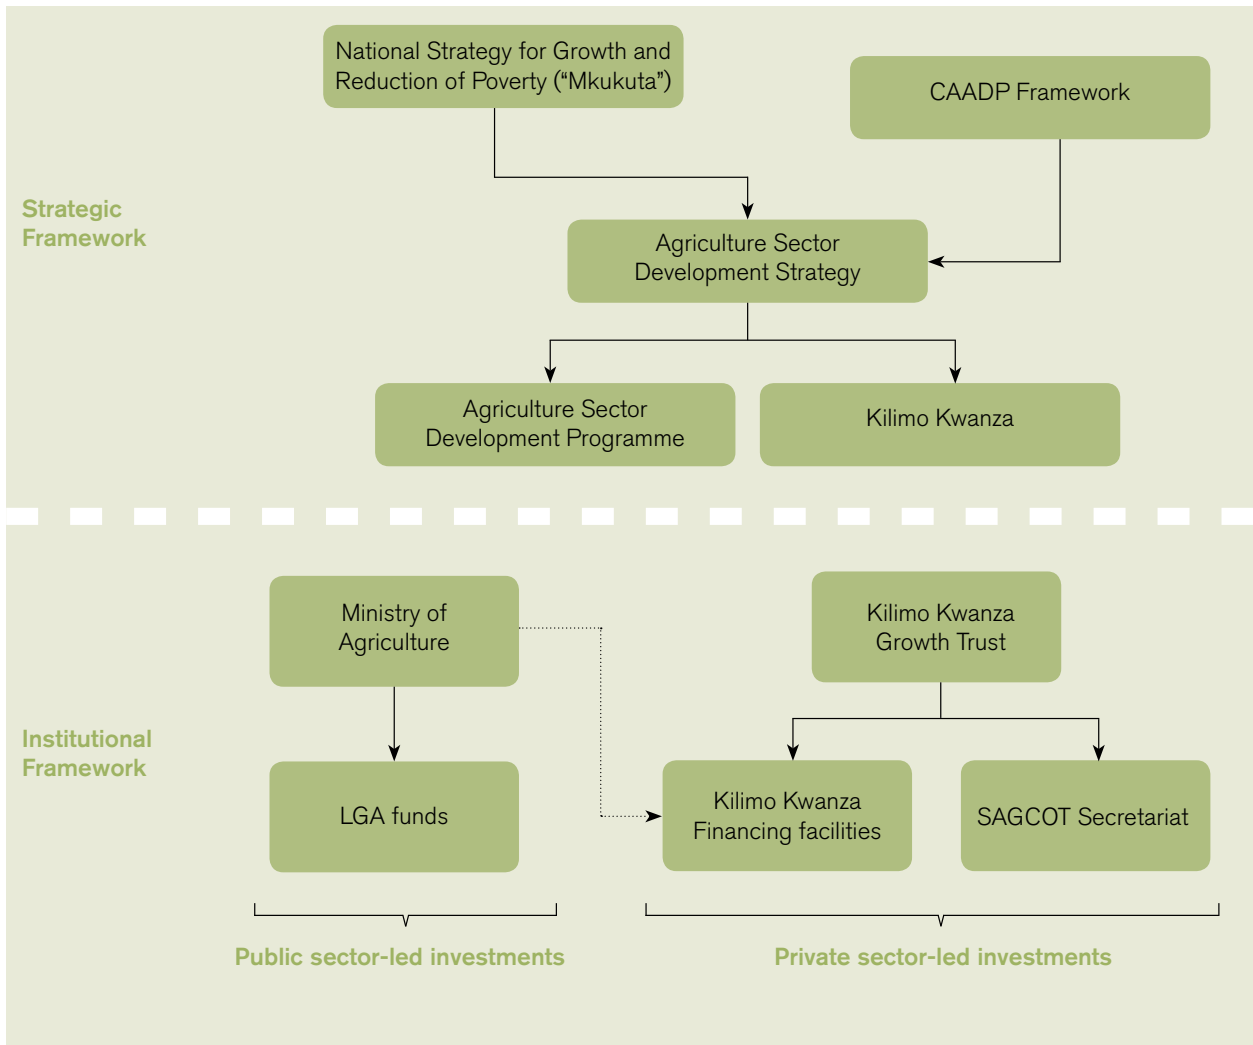 National Strategy for Growth and
Reduction of Poverty (“Mkukuta”)
CAADP Framework
Strategic
Framework
Agriculture Sector
Development Strategy
Agriculture Sector
Development Programme
Kilimo Kwanza
Ministry of
Agriculture
Kilimo Kwanza
Growth Trust
Institutional
Framework
LGA funds
Kilimo Kwanza
Financing facilities
SAGCOT Secretariat
Public sector-led investments
Private sector-led investments